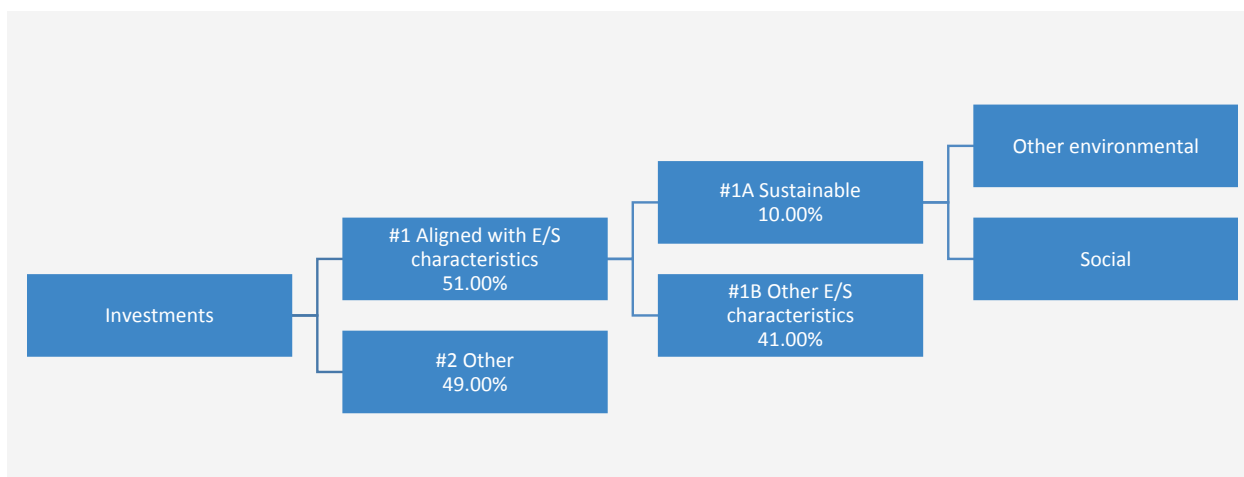 Investments
#1 Aligned with E/S
characteristics
51.00%
#2 Other
49.00%
#1A Sustainable
10.00%
#1B Other E/S
characteristics
41.00%
Other environmental
Social